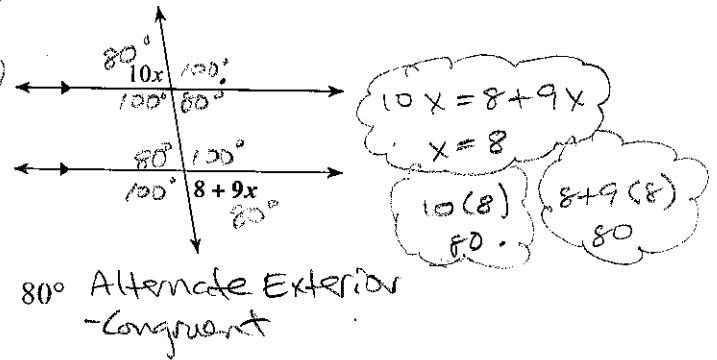 )
80°
10x 100°
100° 80°
80° 100°
100° 8 + 9x
80°
10x = 8+9x
x = 8
10(8)
80.
8+9(8)
80
80° Alternate Exterior
-Congruent